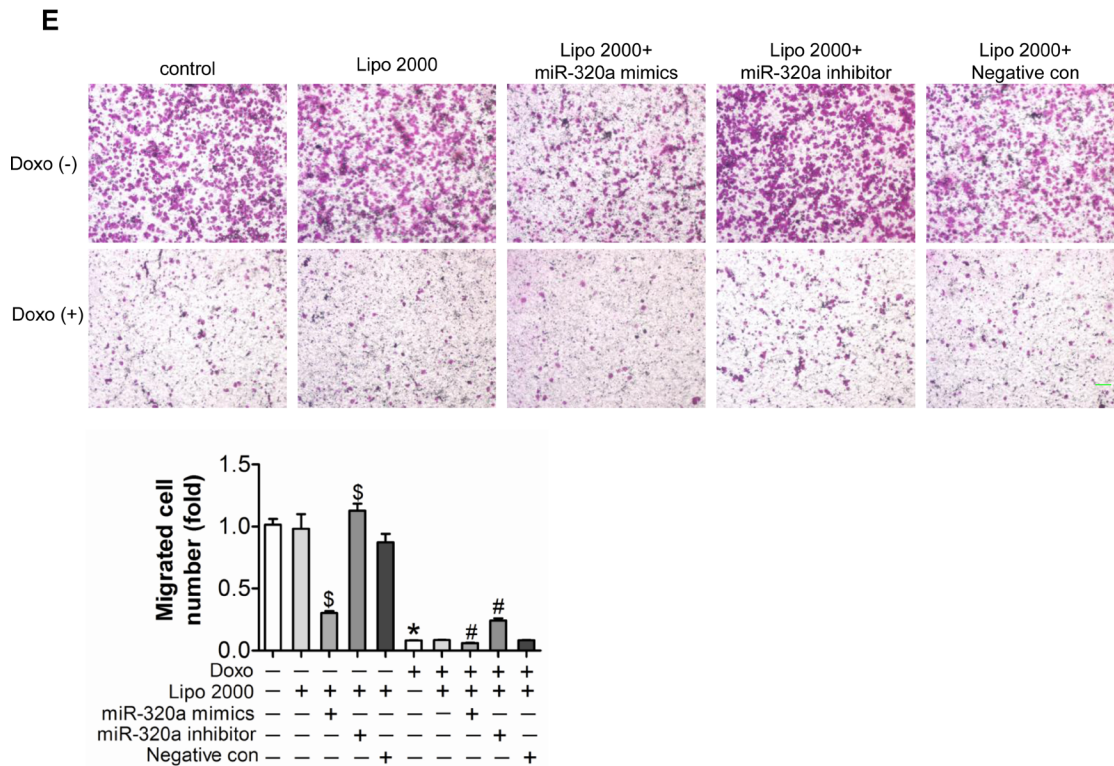 E
control
Lipo 2000
Lipo 2000+
miR-320a mimics
Lipo 2000+
miR-320a inhibitor
Lipo 2000+
Negative con
Doxo (-)
Doxo (+)
Migrated cell
number (fold)
1.5
1.0
0.5
0.0
$
$
*
#
#
Doxo — — — — — + + + + +
Lipo 2000 — + + + + — + + + +
miR-320a mimics — — + — — — — + — —
miR-320a inhibitor — — — + — — — — + —
Negative con — — — — + — — — — +